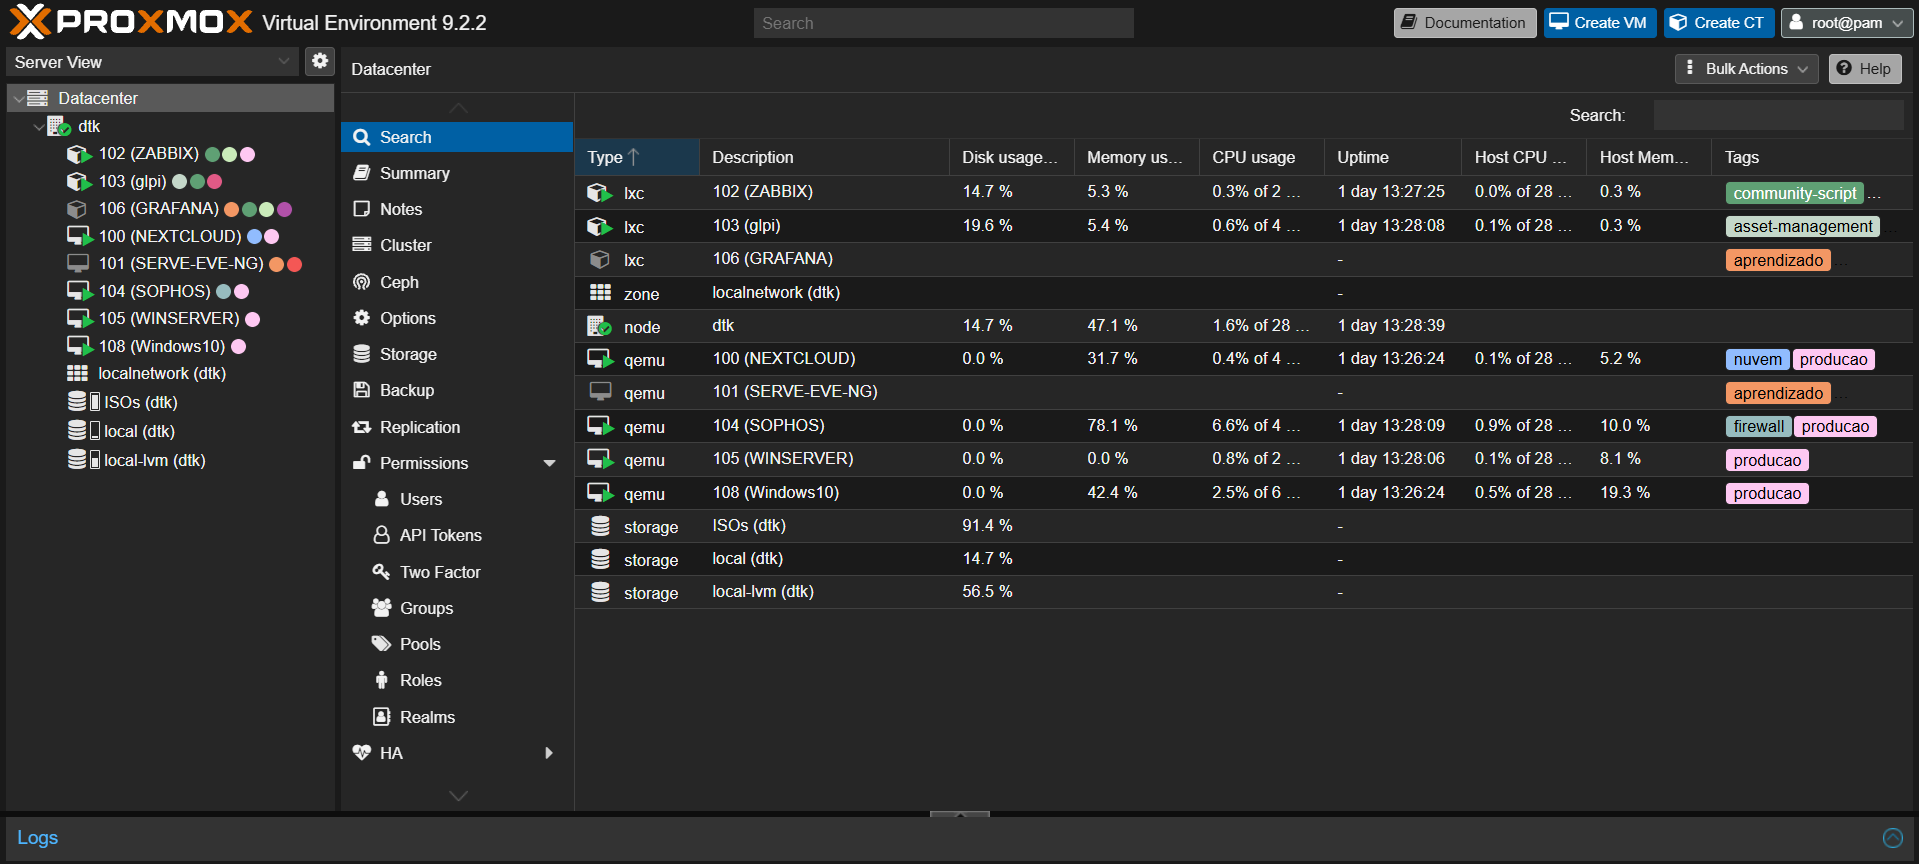 PROXMOX Virtual Environment 9.2.2
Search
Documentation
Create VM
Create CT
root@pam
Server View
Datacenter
dtk
102 (ZABBIX)
103 (glpi)
106 (GRAFANA)
100 (NEXTCLOUD)
101 (SERVE-EVE-NG)
104 (SOPHOS)
105 (WINSERVER)
108 (Windows10)
localnetwork (dtk)
ISOs (dtk)
local (dtk)
local-lvm (dtk)
Datacenter
Bulk Actions
Help
Search
Summary
Notes
Cluster
Ceph
Options
Storage
Backup
Replication
Permissions
Users
API Tokens
Two Factor
Groups
Pools
Roles
Realms
HA
Search:
Type Description Disk usage... Memory us... CPU usage Uptime Host CPU ... Host Mem... Tags
lxc 102 (ZABBIX) 14.7 % 5.3 % 0.3% of 2 ... 1 day 13:27:25 0.0% of 28 ... 0.3 % community-script ...
lxc 103 (glpi) 19.6 % 5.4 % 0.6% of 4 ... 1 day 13:28:08 0.1% of 28 ... 0.3 % asset-management ...
lxc 106 (GRAFANA) - aprendizado ...
zone localnetwork (dtk) -
node dtk 14.7 % 47.1 % 1.6% of 28 ... 1 day 13:28:39
qemu 100 (NEXTCLOUD) 0.0 % 31.7 % 0.4% of 4 ... 1 day 13:26:24 0.1% of 28 ... 5.2 % nuvem producao
qemu 101 (SERVE-EVE-NG) - aprendizado ...
qemu 104 (SOPHOS) 0.0 % 78.1 % 6.6% of 4 ... 1 day 13:28:09 0.9% of 28 ... 10.0 % firewall producao
qemu 105 (WINSERVER) 0.0 % 0.0 % 0.8% of 2 ... 1 day 13:28:06 0.1% of 28 ... 8.1 % producao
qemu 108 (Windows10) 0.0 % 42.4 % 2.5% of 6 ... 1 day 13:26:24 0.5% of 28 ... 19.3 % producao
storage ISOs (dtk) 91.4 % -
storage local (dtk) 14.7 % -
storage local-lvm (dtk) 56.5 % -
Logs